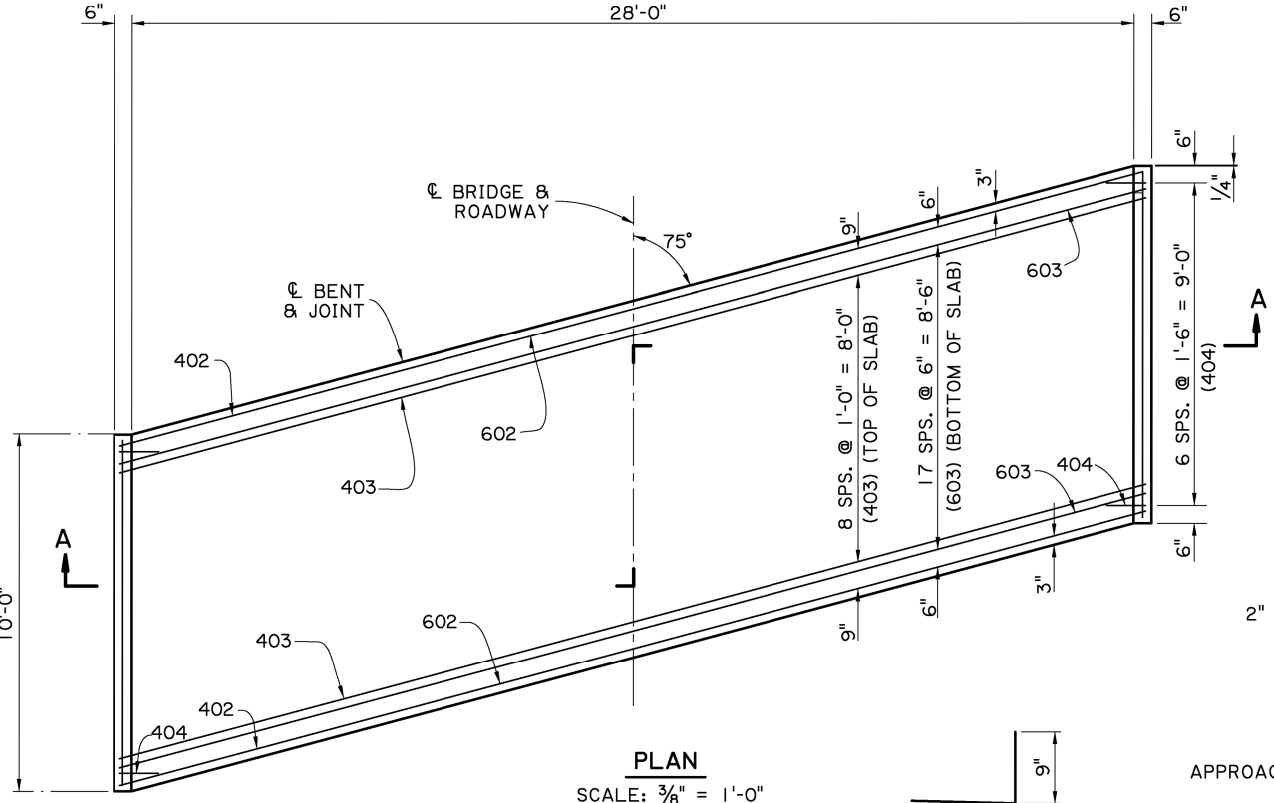 6"
28'-0"
6"
6"
1/4"
℄ BRIDGE &
ROADWAY
75°
9"
6"
3"
603
℄ BENT
& JOINT
402
602
403
8 SPS. @ 1'-0" = 8'-0"
(403) (TOP OF SLAB)
17 SPS. @ 6" = 8'-6"
(603) (BOTTOM OF SLAB)
6 SPS. @ 1'-6" = 9'-0"
(404)
A
603
404
A
10'-0"
6"
9"
6"
3"
2"
403
602
402
404
PLAN
SCALE: 3/8" = 1'-0"
9"
APPROAC